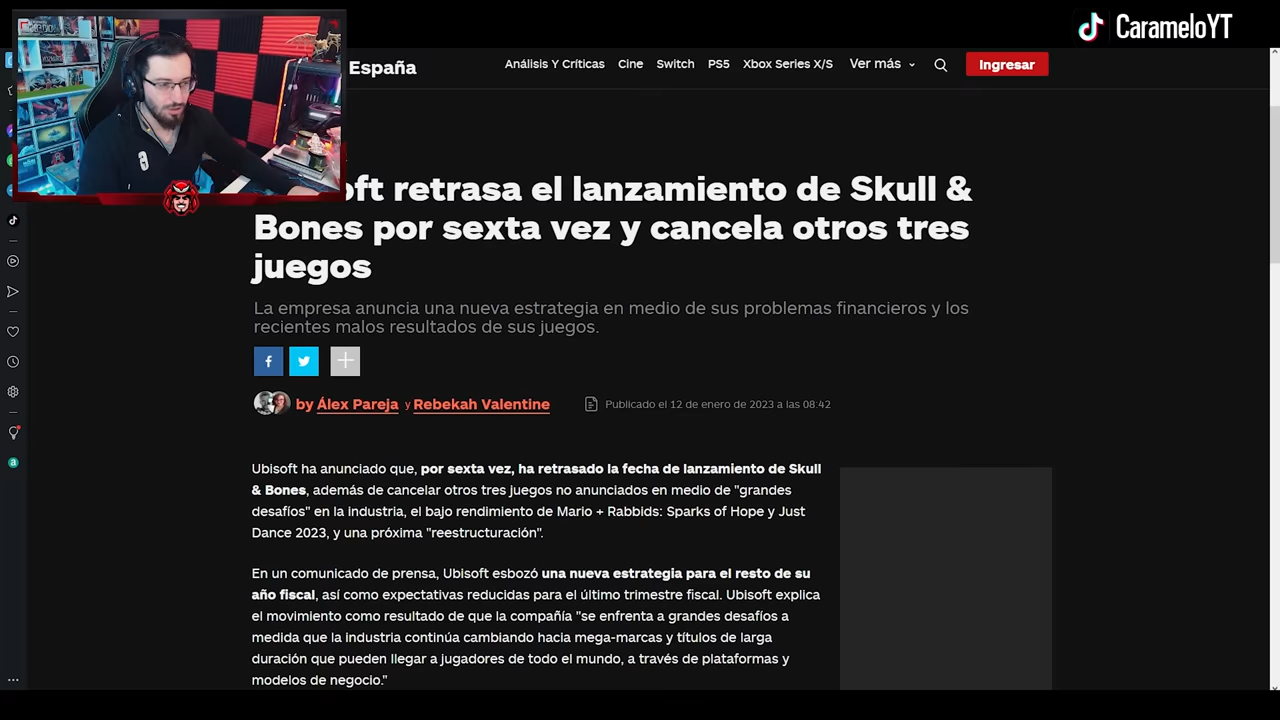 CarameloYT
España
Análisis Y Críticas
Cine
Switch
PS5
Xbox Series X/S
Ver más
Ingresar
oft retrasa el lanzamiento de Skull &
Bones por sexta vez y cancela otros tres
juegos
La empresa anuncia una nueva estrategia en medio de sus problemas financieros y los
recientes malos resultados de sus juegos.
by Álex Pareja y Rebekah Valentine
Publicado el 12 de enero de 2023 a las 08:42
Ubisoft ha anunciado que, por sexta vez, ha retrasado la fecha de lanzamiento de Skull
& Bones, además de cancelar otros tres juegos no anunciados en medio de "grandes
desafíos" en la industria, el bajo rendimiento de Mario + Rabbids: Sparks of Hope y Just
Dance 2023, y una próxima "reestructuración".
En un comunicado de prensa, Ubisoft esbozó una nueva estrategia para el resto de su
año fiscal, así como expectativas reducidas para el último trimestre fiscal. Ubisoft explica
el movimiento como resultado de que la compañía "se enfrenta a grandes desafíos a
medida que la industria continúa cambiando hacia mega-marcas y títulos de larga
duración que pueden llegar a jugadores de todo el mundo, a través de plataformas y
modelos de negocio."